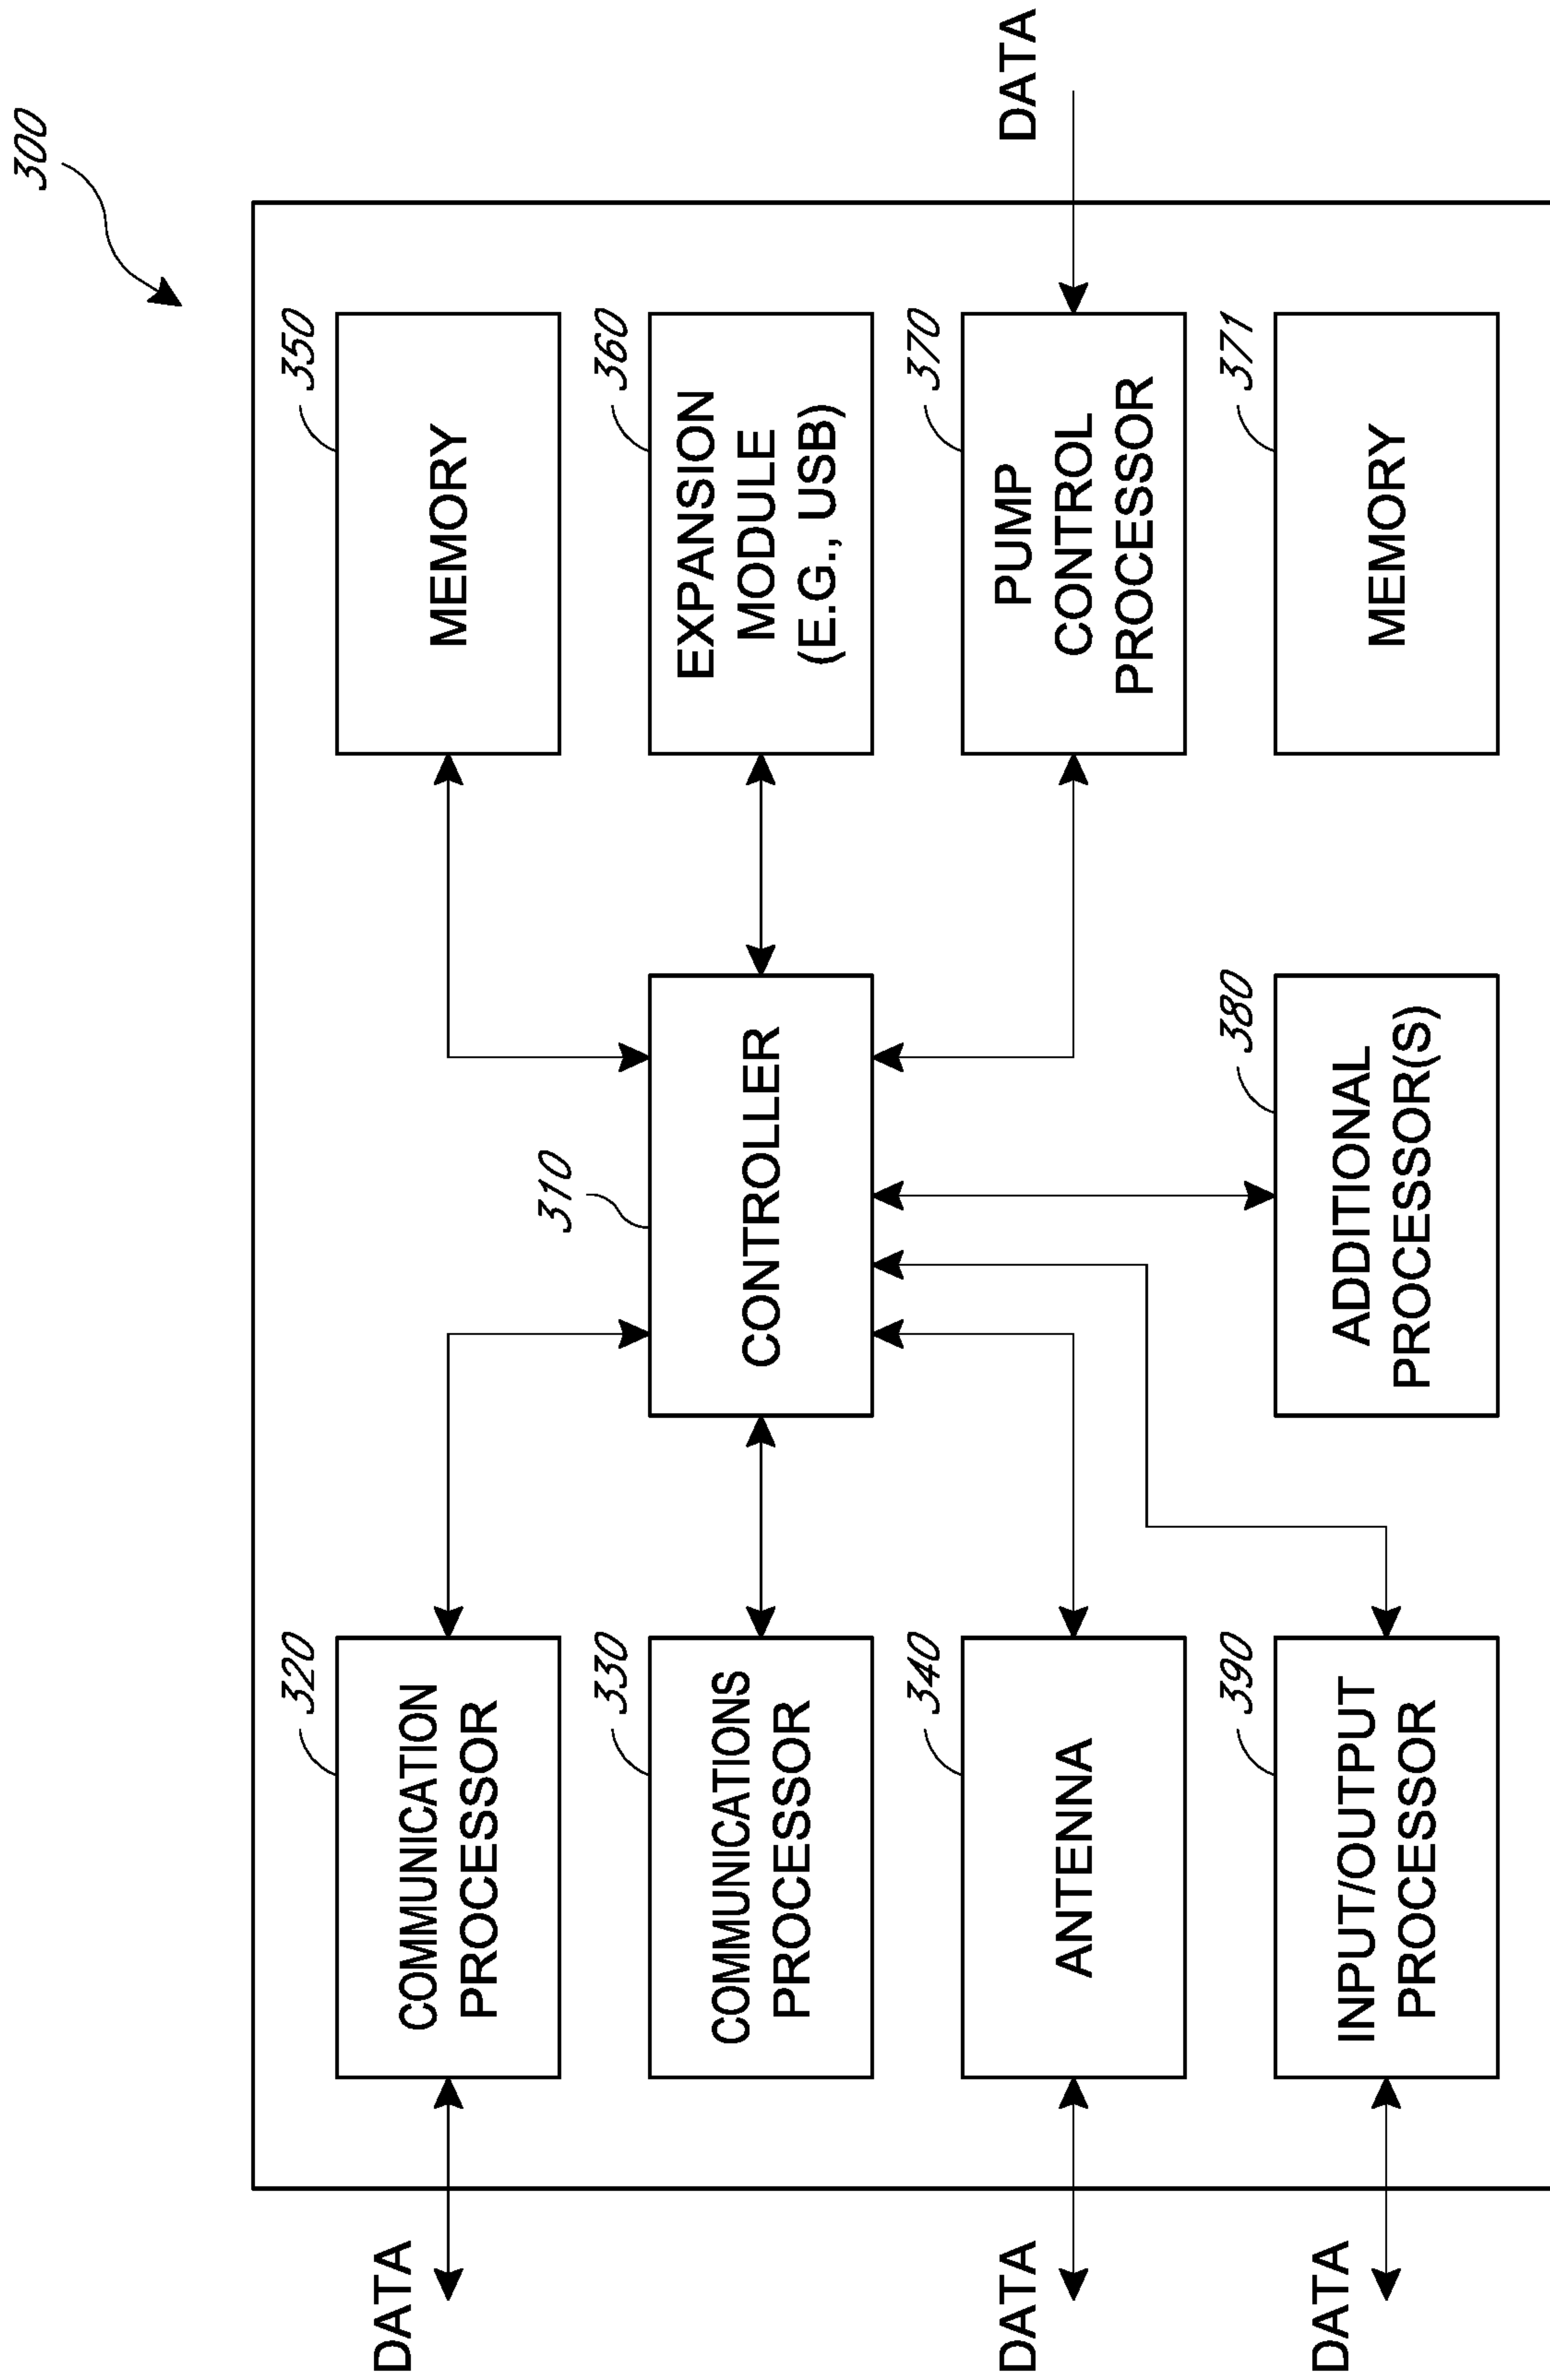 300
320
COMMUNICATION
PROCESSOR
DATA
330
COMMUNICATIONS
PROCESSOR
340
ANTENNA
DATA
390
INPUT/OUTPUT
PROCESSOR
DATA
310
CONTROLLER
380
ADDITIONAL
PROCESSOR(S)
350
MEMORY
360
EXPANSION
MODULE
(E.G., USB)
370
PUMP
CONTROL
PROCESSOR
DATA
371
MEMORY